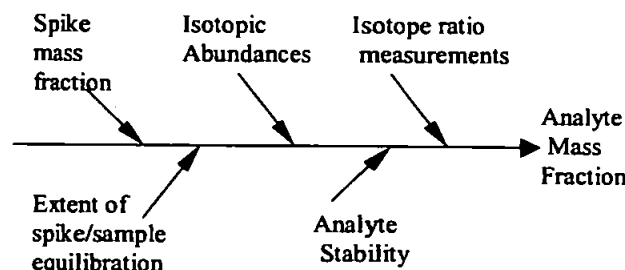 Spike
mass
fraction
Isotopic
Abundances
Isotope ratio
measurements
Analyte
Mass
Fraction
Extent of
spike/sample
equilibration
Analyte
Stability